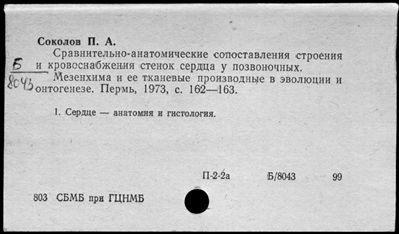 Соколов П. А.
Сравнительно-анатомические сопоставления строения
и кровоснабжения стенок сердца у позвоночных.
Б
8043
Мезенхима и ее тканевые производные в эволюции и
онтогенезе. Пермь, 1973, с. 162—163.
1. Сердце — анатомия и гистология.
П-2-2а Б/8043 99
803 СБМБ при ГЦНМБ